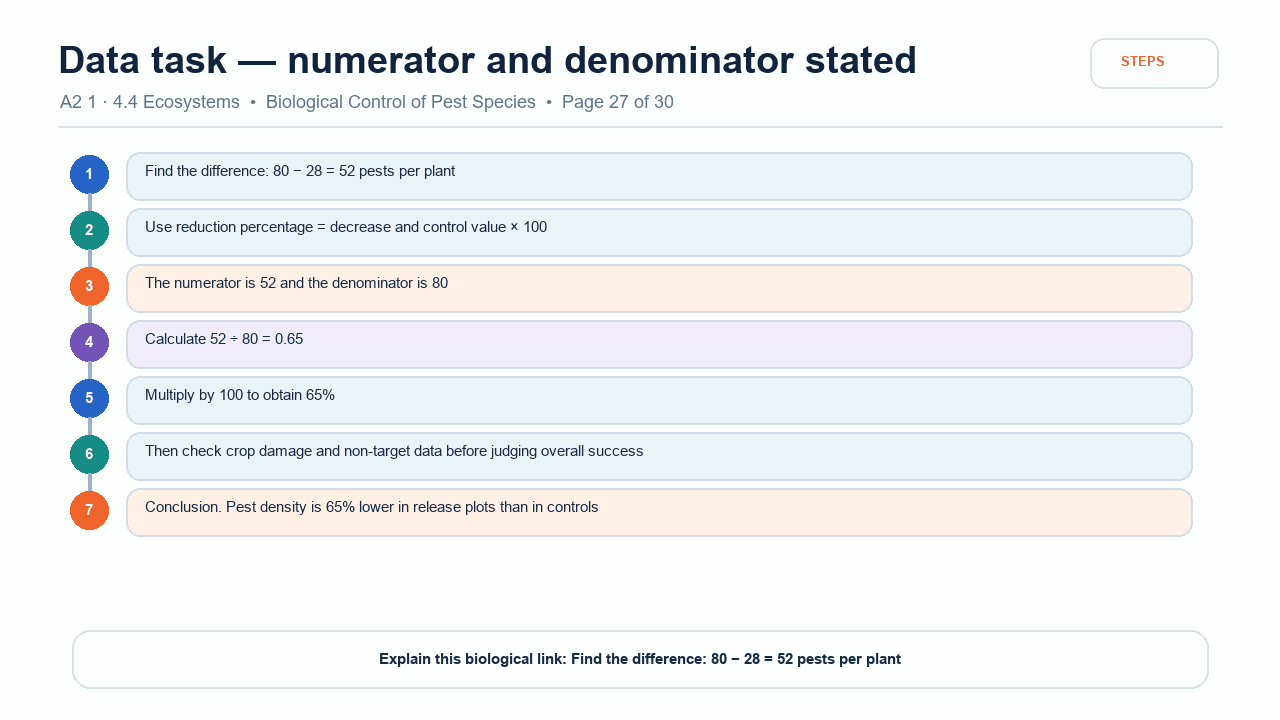 Data task — numerator and denominator stated
STEPS
A2 1 · 4.4 Ecosystems • Biological Control of Pest Species • Page 27 of 30
1 Find the difference: 80 − 28 = 52 pests per plant
2 Use reduction percentage = decrease and control value × 100
3 The numerator is 52 and the denominator is 80
4 Calculate 52 ÷ 80 = 0.65
5 Multiply by 100 to obtain 65%
6 Then check crop damage and non-target data before judging overall success
7 Conclusion. Pest density is 65% lower in release plots than in controls
Explain this biological link: Find the difference: 80 − 28 = 52 pests per plant